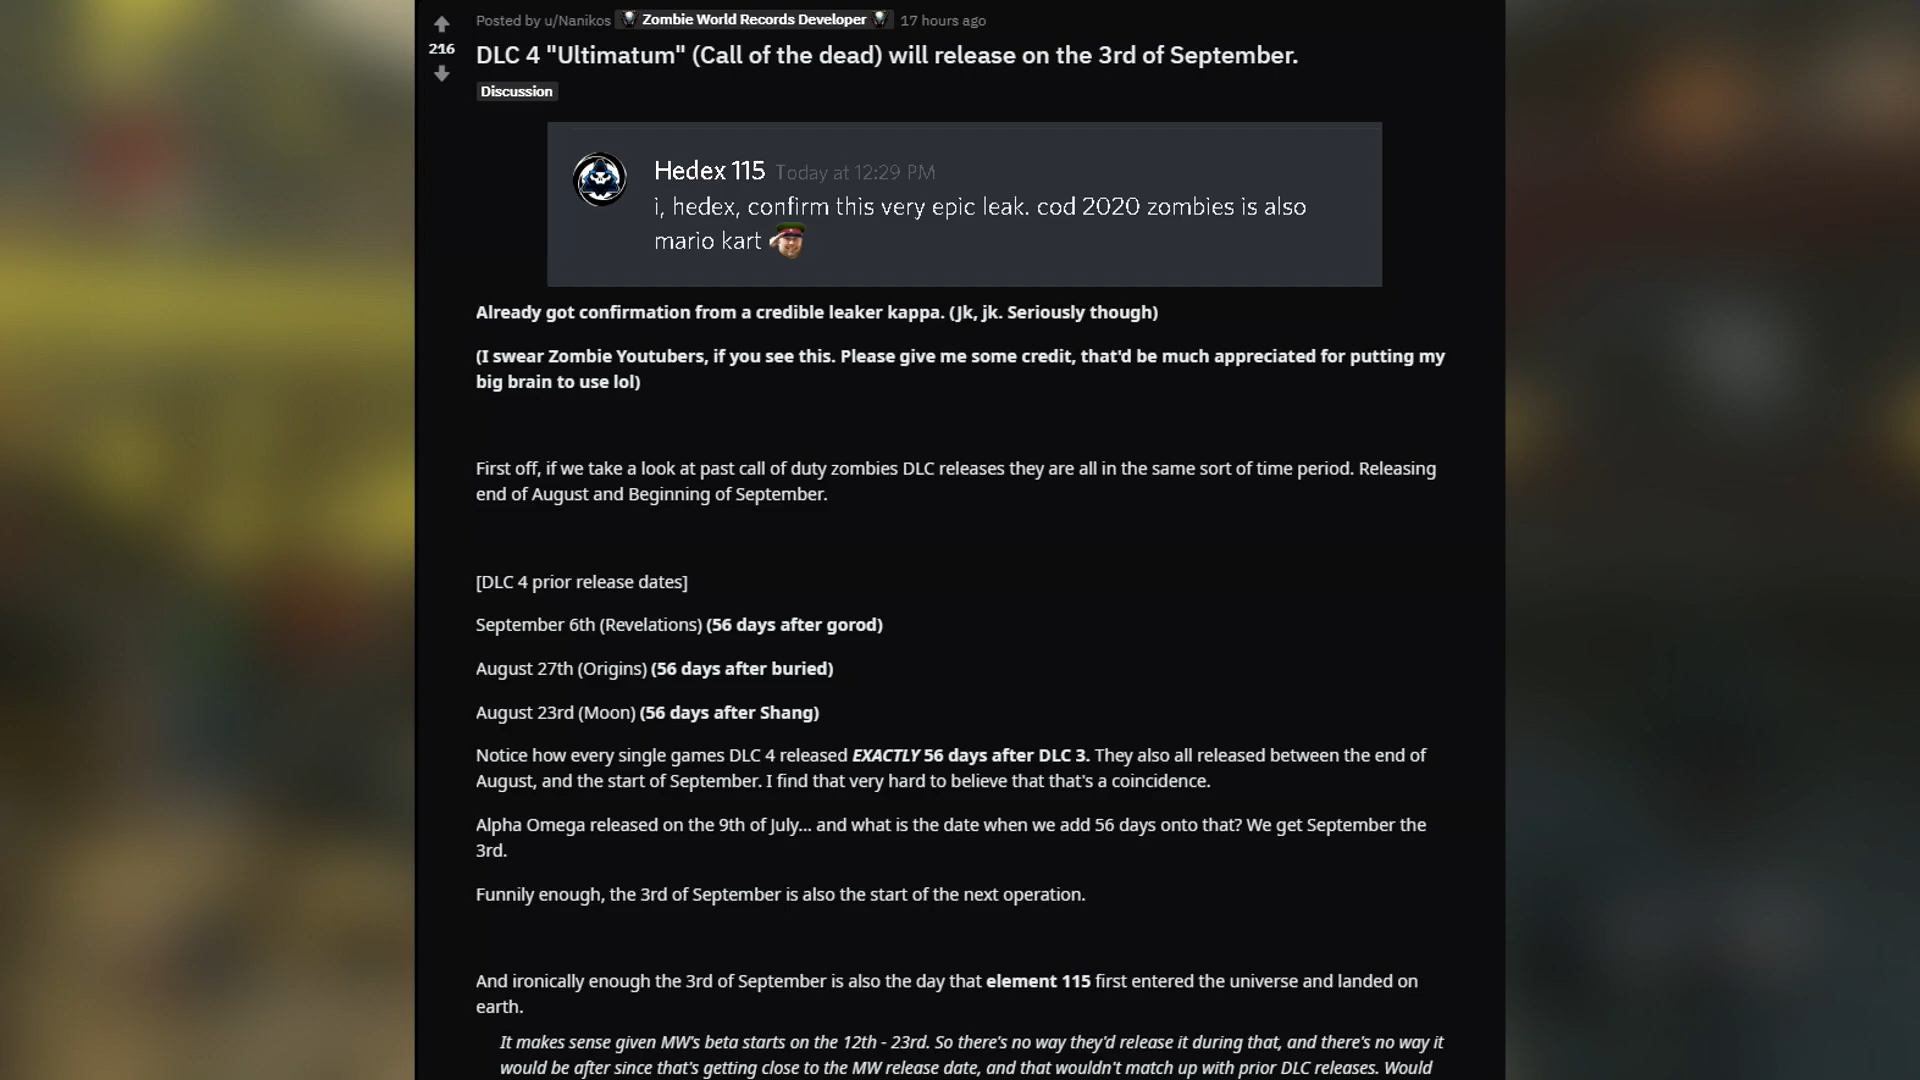 Posted by u/Nanikos Zombie World Records Developer 17 hours ago
216
DLC 4 "Ultimatum" (Call of the dead) will release on the 3rd of September.
Discussion
Hedex 115 Today at 12:29 PM
i, hedex, confirm this very epic leak. cod 2020 zombies is also
mario kart
Already got confirmation from a credible leaker kappa. (Jk, jk. Seriously though)
(I swear Zombie Youtubers, if you see this. Please give me some credit, that'd be much appreciated for putting my
big brain to use lol)
First off, if we take a look at past call of duty zombies DLC releases they are all in the same sort of time period. Releasing
end of August and Beginning of September.
[DLC 4 prior release dates]
September 6th (Revelations) (56 days after gorod)
August 27th (Origins) (56 days after buried)
August 23rd (Moon) (56 days after Shang)
Notice how every single games DLC 4 released EXACTLY 56 days after DLC 3. They also all released between the end of
August, and the start of September. I find that very hard to believe that that's a coincidence.
Alpha Omega released on the 9th of July... and what is the date when we add 56 days onto that? We get September the
3rd.
Funnily enough, the 3rd of September is also the start of the next operation.
And ironically enough the 3rd of September is also the day that element 115 first entered the universe and landed on
earth.
It makes sense given MW's beta starts on the 12th - 23rd. So there's no way they'd release it during that, and there's no way it
would be after since that's getting close to the MW release date, and that wouldn't match up with prior DLC releases. Would